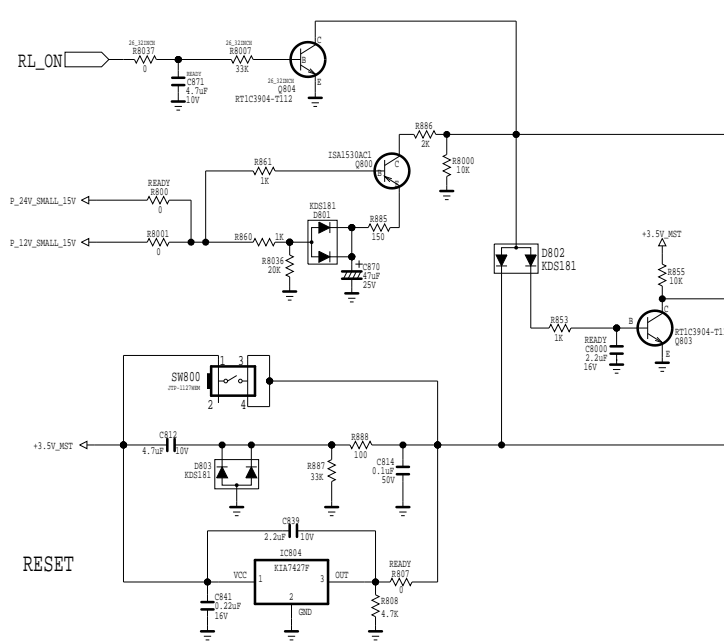 RL_ON
26_32INCH
R8037
0
READY
C871
4.7uF
10V
26_32INCH
R8007
33K
C
B
E
26_32INCH
Q804
RT1C3904-T112
R886
2K
R8000
10K
ISA1530AC1
Q800
C
B
R861
1K
READY
R800
0
P_24V_SMALL_15V
P_12V_SMALL_15V
R8001
0
R860
1K
R8036
20K
KDS181
D801
R885
150
C870
47uF
25V
D802
KDS181
+3.5V_MST
R855
10K
R853
1K
READY
C8000
2.2uF
16V
B
C
E
RT1C3904-T11
Q803
SW800
JTP-1127WEM
1
3
2
4
+3.5V_MST
C812
4.7uF
10V
D803
KDS181
R887
33K
R888
100
C814
0.1uF
50V
RESET
C839
2.2uF
10V
IC804
KIA7427F
VCC
1
3
OUT
2
GND
C841
0.22uF
16V
READY
R807
0
R808
4.7K